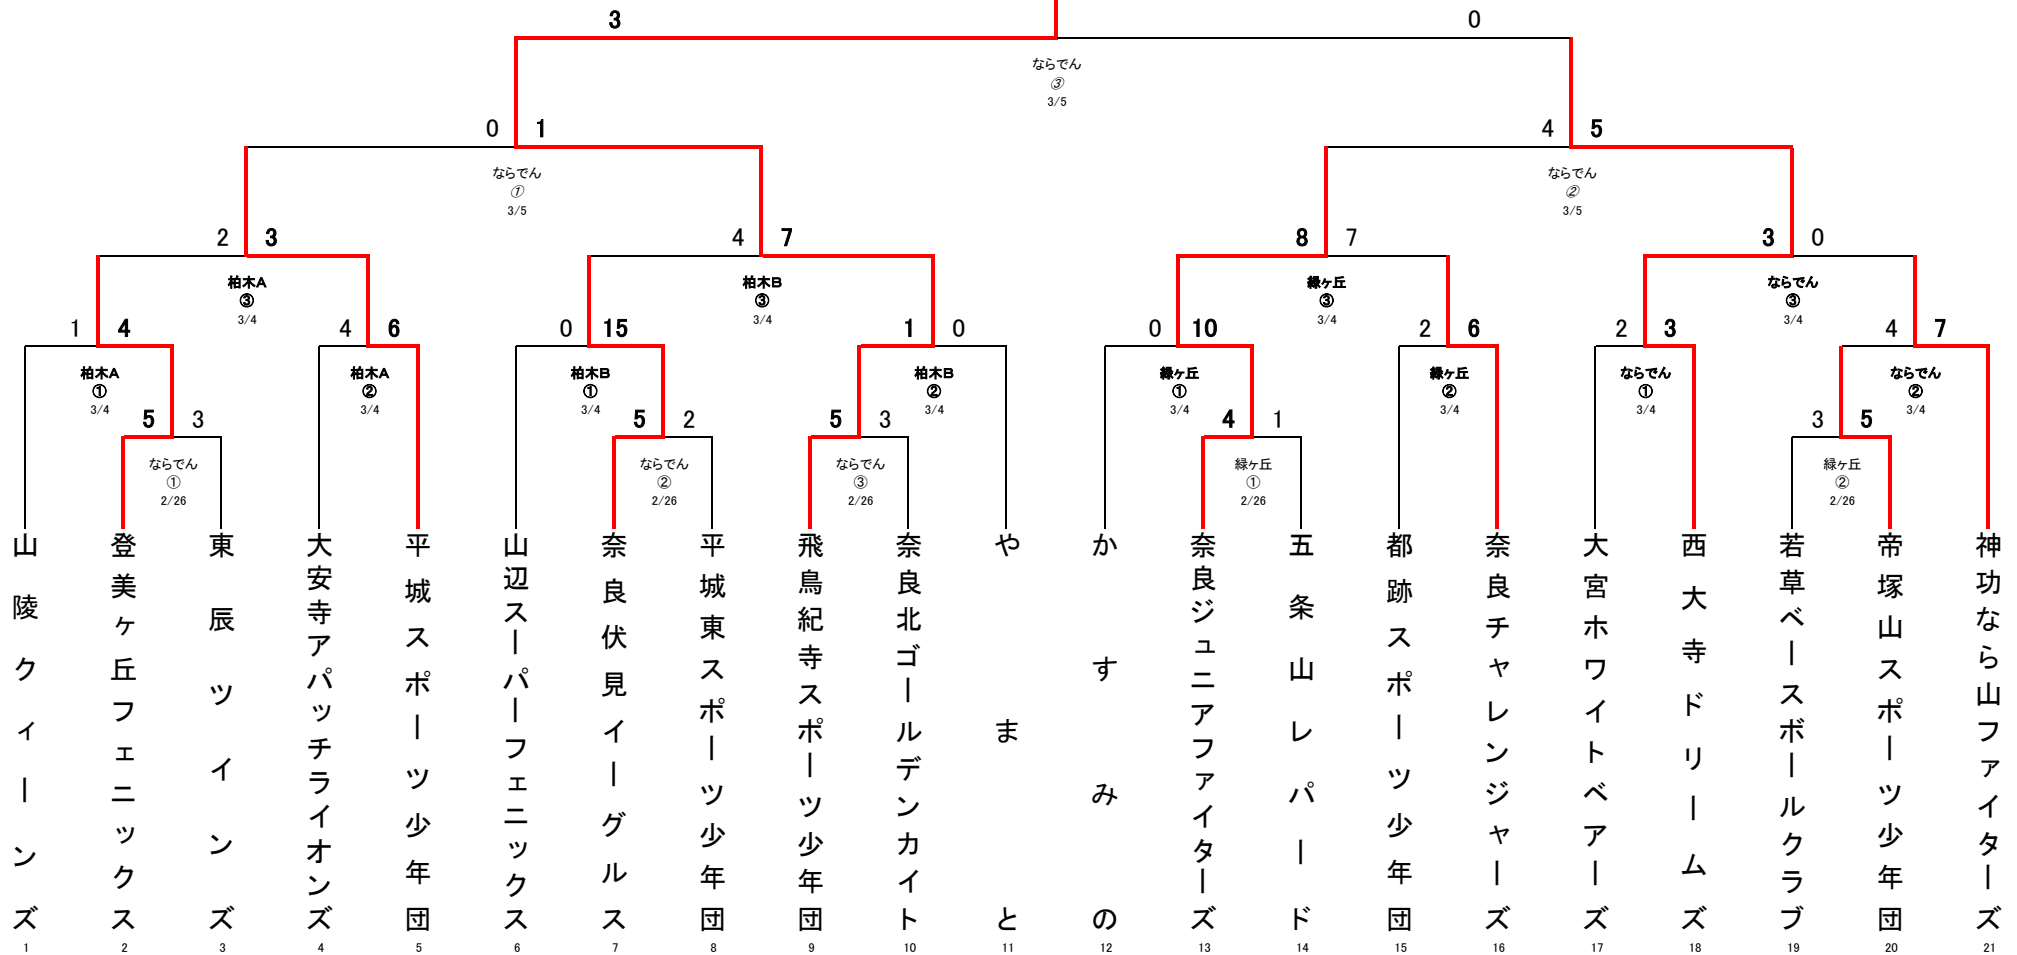 3 0
ならでん
③
3/5
0 1 4 5
ならでん ならでん
① ②
3/5 3/5
2 3 4 7 8 7 3 0
柏木A 柏木B 緑ヶ丘 ならでん
③ ③ ③ ③
3/4 3/4 3/4 3/4
1 4 4 6 0 15 1 0 0 10 2 6 2 3 4 7
柏木A 柏木A 柏木B 柏木B 緑ヶ丘 緑ヶ丘 ならでん ならでん
① ② ① ② ① ② ① ②
3/4 3/4 3/4 3/4 3/4 3/4 3/4 3/4
5 3 5 2 5 3 4 1 3 5
ならでん ならでん ならでん 緑ヶ丘 緑ヶ丘
① ② ③ ① ②
2/26 2/26 2/26 2/26 2/26
山陵クィーンズ
登美ヶ丘フェニックス
東辰ツインズ
大安寺アパッチライオンズ
平城スポーツ少年団
山辺スーパーフェニックス
奈良伏見イーグルス
平城東スポーツ少年団
飛鳥紀寺スポーツ少年団
奈良北ゴールデンカイト
やまと
かすみの
奈良ジュニアファイターズ
五条山レパード
都跡スポーツ少年団
奈良チャレンジャーズ
大宮ホワイトベアーズ
西大寺ドリームズ
若草ベースボールクラブ
帝塚山スポーツ少年団
神功なら山ファイターズ
1 2 3 4 5 6 7 8 9 10 11 12 13 14 15 16 17 18 19 20 21